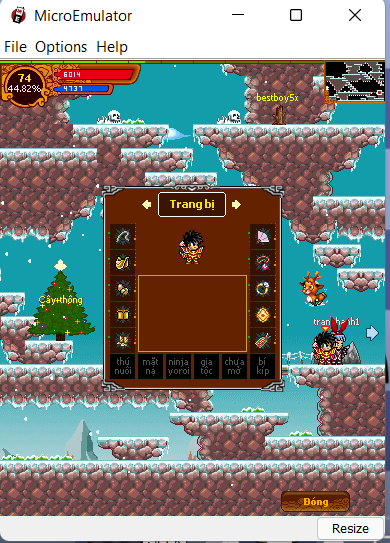 MicroEmulator
File Options Help
74
44.82%
6014
4737
bestboy5x
Trang bị
Cây thông
thú nuôi
mặt nạ
ninja yoroi
gia tộc
chưa mở
bí kíp
Đóng
Resize